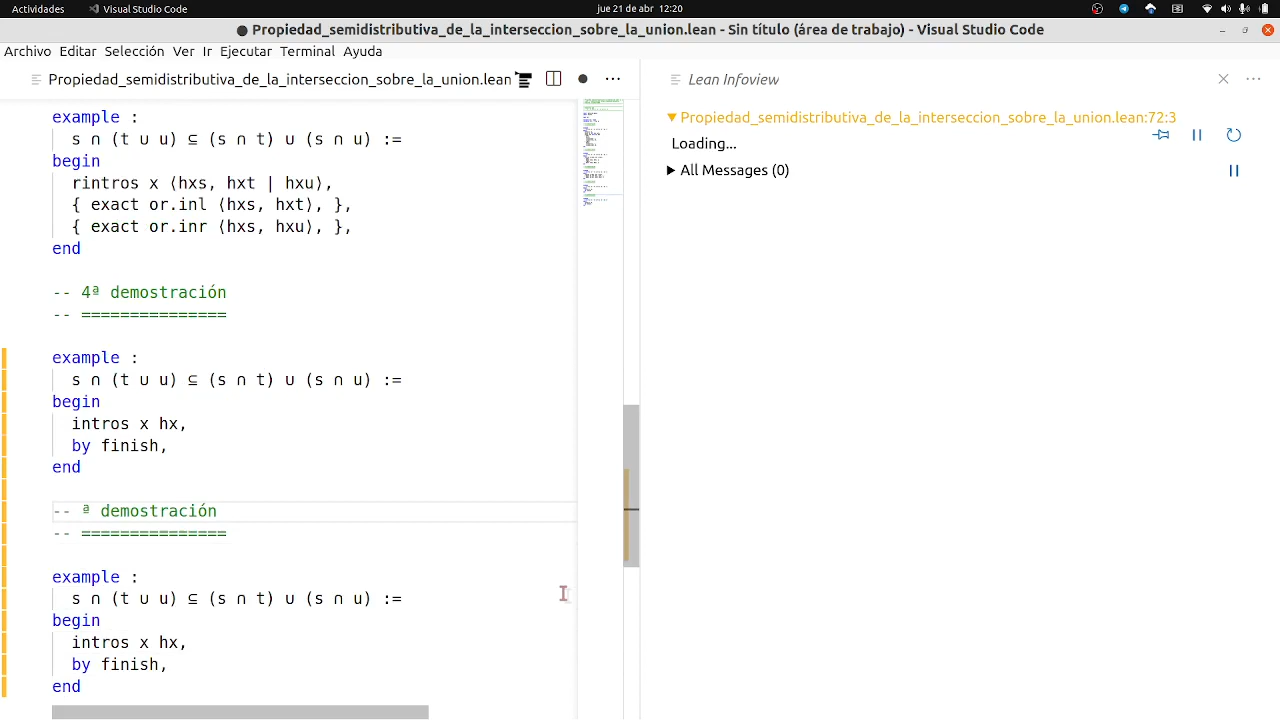 Actividades Visual Studio Code jue 21 de abr 12:20
Propiedad_semidistributiva_de_la_interseccion_sobre_la_union.lean - Sin título (área de trabajo) - Visual Studio Code
Archivo Editar Selección Ver Ir Ejecutar Terminal Ayuda
Propiedad_semidistributiva_de_la_interseccion_sobre_la_union.lean
example :
s ∩ (t ∪ u) ⊆ (s ∩ t) ∪ (s ∩ u) :=
begin
rintros x ⟨hxs, hxt | hxu⟩,
{ exact or.inl ⟨hxs, hxt⟩, },
{ exact or.inr ⟨hxs, hxu⟩, },
end
-- 4ª demostración
-- ===============
example :
s ∩ (t ∪ u) ⊆ (s ∩ t) ∪ (s ∩ u) :=
begin
intros x hx,
by finish,
end
-- ª demostración
-- ===============
example :
s ∩ (t ∪ u) ⊆ (s ∩ t) ∪ (s ∩ u) :=
begin
intros x hx,
by finish,
end
Lean Infoview
Propiedad_semidistributiva_de_la_interseccion_sobre_la_union.lean:72:3
Loading...
All Messages (0)